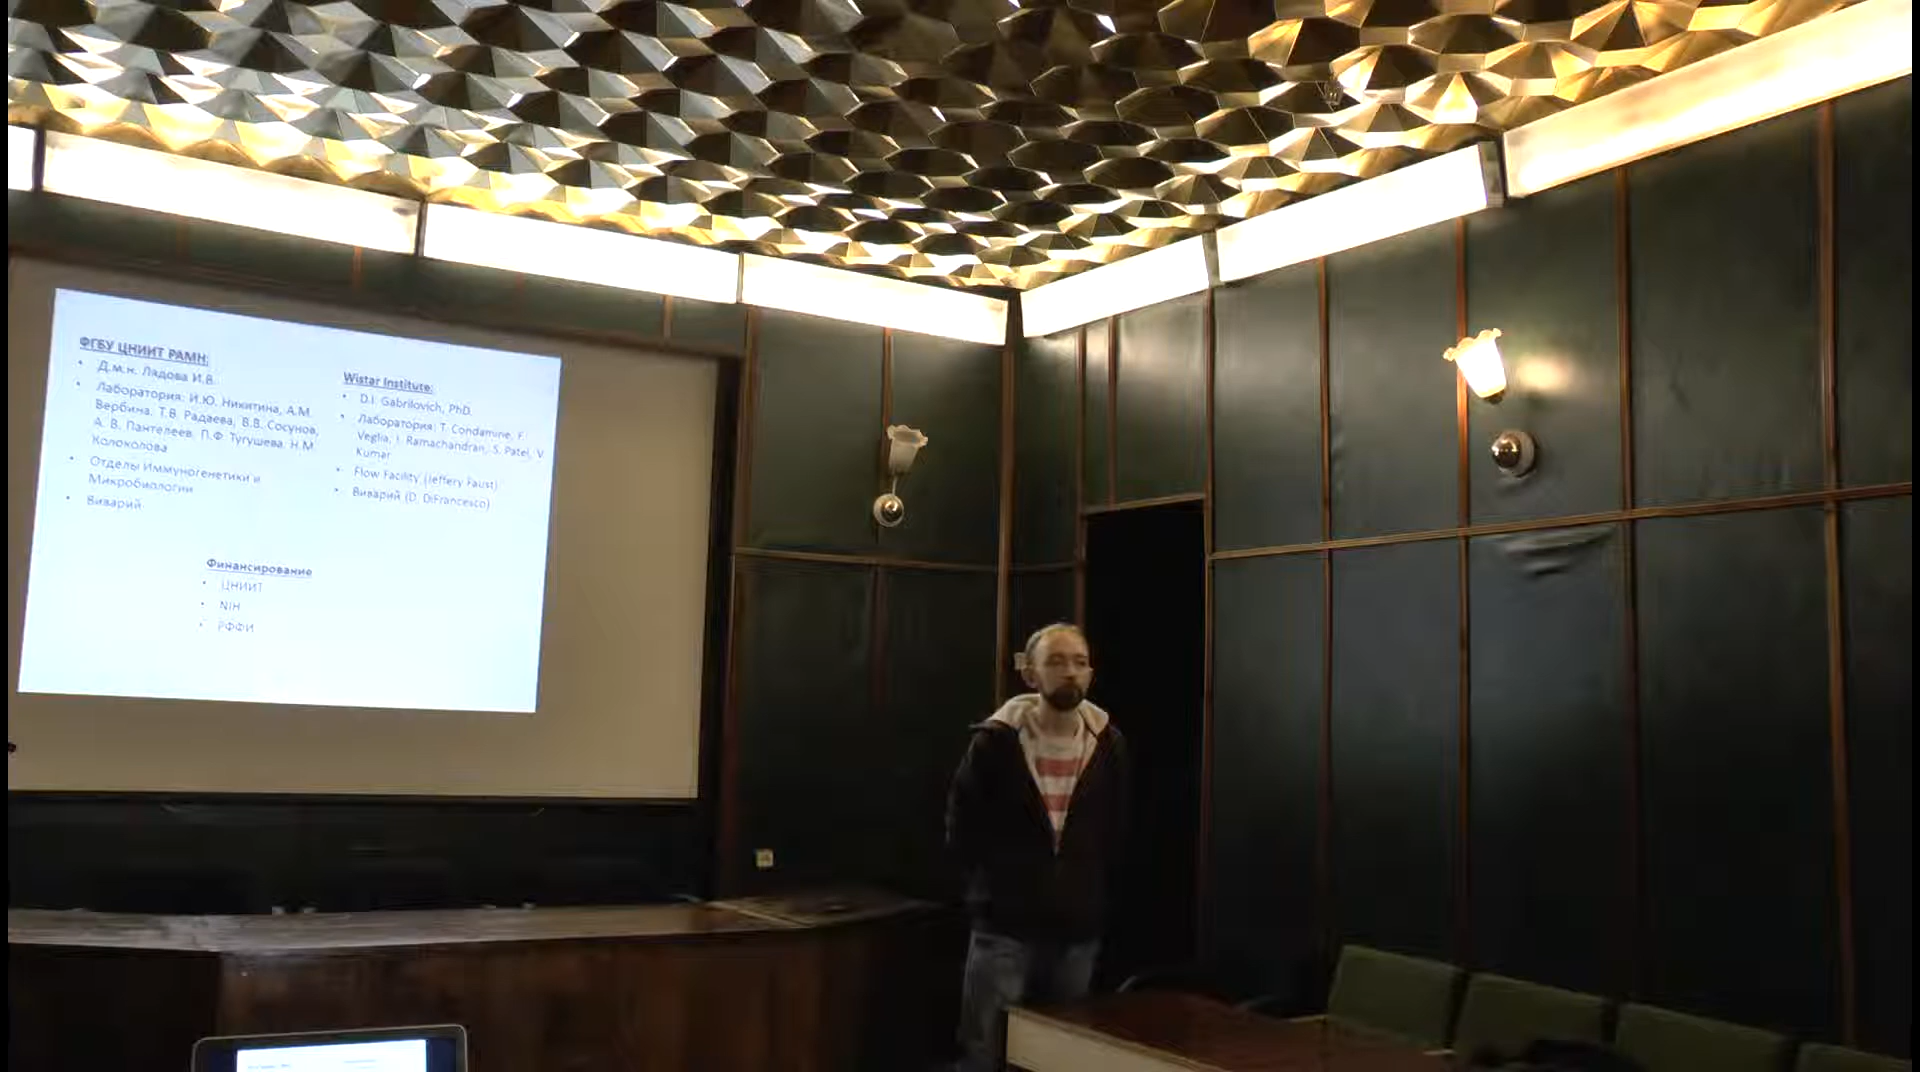 ФГБУ ЦНИИТ РАМН:
• Д.м.н. Лядова И.В.
• Лаборатория: И.Ю. Никитина, А.М.
Вербина, Т.В. Радаева, В.В. Сосунов,
А. В. Пантелеев, П.Ф. Тугушева, Н.М.
Колоколова
• Отделы Иммуногенетики и
Микробиологии
• Виварий
Wistar Institute:
• D.I. Gabrilovich, PhD.
• Лаборатория: T. Condamine, F.
Veglia, I. Ramachandran, S. Patel, V.
Kumar
• Flow Facility (Jeffery Faust)
• Виварий (D. DiFrancesco)
Финансирование
• ЦНИИТ
• NIH
• РФФИ